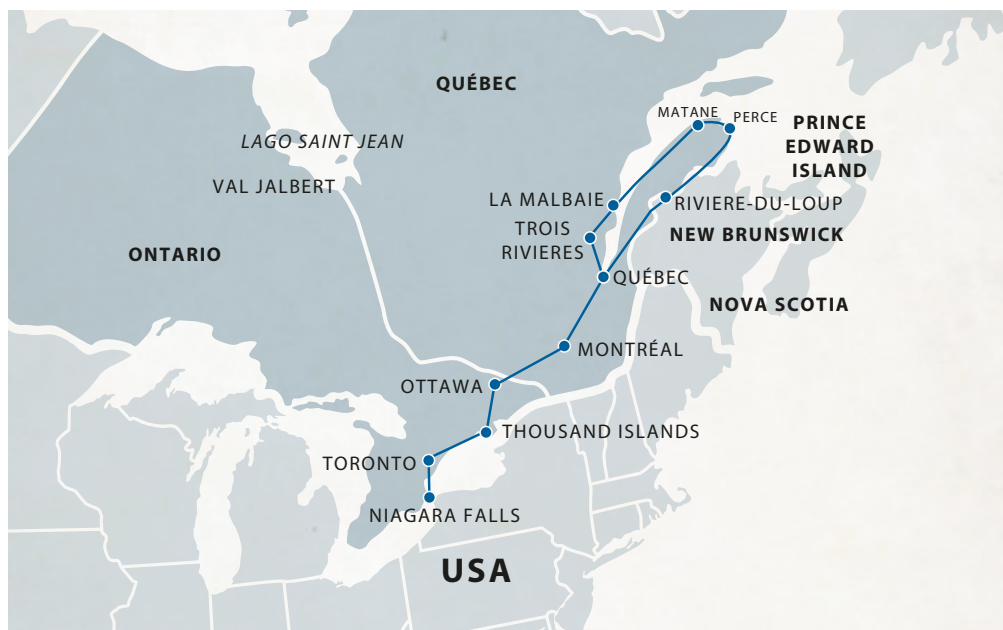 QUÉBEC
MATANE
PERCE
PRINCE
EDWARD
ISLAND
LAGO SAINT JEAN
VAL JALBERT
LA MALBAIE
RIVIERE-DU-LOUP
TROIS
RIVIERES
NEW BRUNSWICK
ONTARIO
QUÉBEC
NOVA SCOTIA
MONTRÉAL
OTTAWA
THOUSAND ISLANDS
TORONTO
NIAGARA FALLS
USA